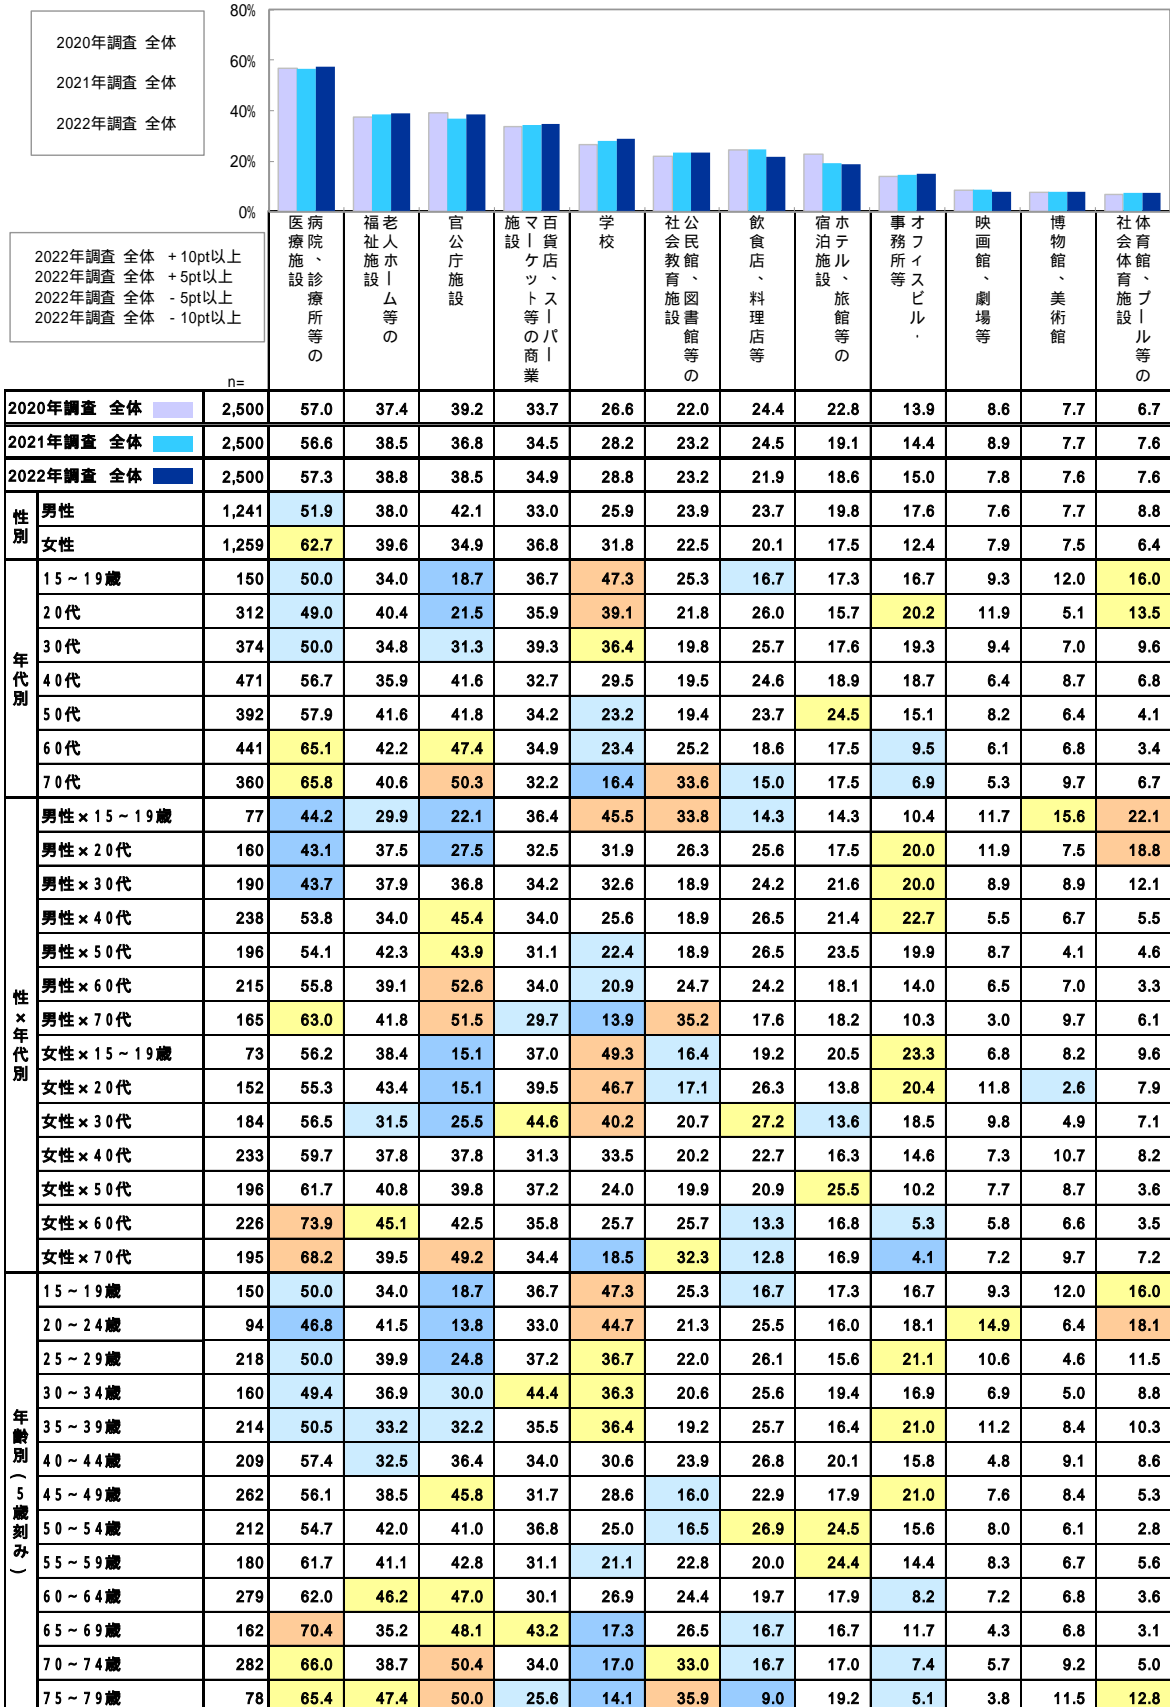 80%
60%
40%
20%
0%
2020年調査 全体
2021年調査 全体
2022年調査 全体
2022年調査 全体 +10pt以上
2022年調査 全体 +5pt以上
2022年調査 全体 -5pt以上
2022年調査 全体 -10pt以上
病院、診療所等の医療施設
老人ホーム等の福祉施設
官公庁施設
百貨店、スーパーマーケット等の商業施設
学校
公民館、図書館等の社会教育施設
飲食店、料理店等
ホテル、旅館等の宿泊施設
オフィスビル・事務所等
映画館、劇場等
博物館、美術館
体育館、プール等の社会体育施設
n=
2020年調査 全体 2,500 57.0 37.4 39.2 33.7 26.6 22.0 24.4 22.8 13.9 8.6 7.7 6.7
2021年調査 全体 2,500 56.6 38.5 36.8 34.5 28.2 23.2 24.5 19.1 14.4 8.9 7.7 7.6
2022年調査 全体 2,500 57.3 38.8 38.5 34.9 28.8 23.2 21.9 18.6 15.0 7.8 7.6 7.6
性別
男性 1,241 51.9 38.0 42.1 33.0 25.9 23.9 23.7 19.8 17.6 7.6 7.7 8.8
女性 1,259 62.7 39.6 34.9 36.8 31.8 22.5 20.1 17.5 12.4 7.9 7.5 6.4
年代別
15~19歳 150 50.0 34.0 18.7 36.7 47.3 25.3 16.7 17.3 16.7 9.3 12.0 16.0
20代 312 49.0 40.4 21.5 35.9 39.1 21.8 26.0 15.7 20.2 11.9 5.1 13.5
30代 374 50.0 34.8 31.3 39.3 36.4 19.8 25.7 17.6 19.3 9.4 7.0 9.6
40代 471 56.7 35.9 41.6 32.7 29.5 19.5 24.6 18.9 18.7 6.4 8.7 6.8
50代 392 57.9 41.6 41.8 34.2 23.2 19.4 23.7 24.5 15.1 8.2 6.4 4.1
60代 441 65.1 42.2 47.4 34.9 23.4 25.2 18.6 17.5 9.5 6.1 6.8 3.4
70代 360 65.8 40.6 50.3 32.2 16.4 33.6 15.0 17.5 6.9 5.3 9.7 6.7
性×年代別
男性×15~19歳 77 44.2 29.9 22.1 36.4 45.5 33.8 14.3 14.3 10.4 11.7 15.6 22.1
男性×20代 160 43.1 37.5 27.5 32.5 31.9 26.3 25.6 17.5 20.0 11.9 7.5 18.8
男性×30代 190 43.7 37.9 36.8 34.2 32.6 18.9 24.2 21.6 20.0 8.9 8.9 12.1
男性×40代 238 53.8 34.0 45.4 34.0 25.6 18.9 26.5 21.4 22.7 5.5 6.7 5.5
男性×50代 196 54.1 42.3 43.9 31.1 22.4 18.9 26.5 23.5 19.9 8.7 4.1 4.6
男性×60代 215 55.8 39.1 52.6 34.0 20.9 24.7 24.2 18.1 14.0 6.5 7.0 3.3
男性×70代 165 63.0 41.8 51.5 29.7 13.9 35.2 17.6 18.2 10.3 3.0 9.7 6.1
女性×15~19歳 73 56.2 38.4 15.1 37.0 49.3 16.4 19.2 20.5 23.3 6.8 8.2 9.6
女性×20代 152 55.3 43.4 15.1 39.5 46.7 17.1 26.3 13.8 20.4 11.8 2.6 7.9
女性×30代 184 56.5 31.5 25.5 44.6 40.2 20.7 27.2 13.6 18.5 9.8 4.9 7.1
女性×40代 233 59.7 37.8 37.8 31.3 33.5 20.2 22.7 16.3 14.6 7.3 10.7 8.2
女性×50代 196 61.7 40.8 39.8 37.2 24.0 19.9 20.9 25.5 10.2 7.7 8.7 3.6
女性×60代 226 73.9 45.1 42.5 35.8 25.7 25.7 13.3 16.8 5.3 5.8 6.6 3.5
女性×70代 195 68.2 39.5 49.2 34.4 18.5 32.3 12.8 16.9 4.1 7.2 9.7 7.2
年齢別(5歳刻み)
15~19歳 150 50.0 34.0 18.7 36.7 47.3 25.3 16.7 17.3 16.7 9.3 12.0 16.0
20~24歳 94 46.8 41.5 13.8 33.0 44.7 21.3 25.5 16.0 18.1 14.9 6.4 18.1
25~29歳 218 50.0 39.9 24.8 37.2 36.7 22.0 26.1 15.6 21.1 10.6 4.6 11.5
30~34歳 160 49.4 36.9 30.0 44.4 36.3 20.6 25.6 19.4 16.9 6.9 5.0 8.8
35~39歳 214 50.5 33.2 32.2 35.5 36.4 19.2 25.7 16.4 21.0 11.2 8.4 10.3
40~44歳 209 57.4 32.5 36.4 34.0 30.6 23.9 26.8 20.1 15.8 4.8 9.1 8.6
45~49歳 262 56.1 38.5 45.8 31.7 28.6 16.0 22.9 17.9 21.0 7.6 8.4 5.3
50~54歳 212 54.7 42.0 41.0 36.8 25.0 16.5 26.9 24.5 15.6 8.0 6.1 2.8
55~59歳 180 61.7 41.1 42.8 31.1 21.1 22.8 20.0 24.4 14.4 8.3 6.7 5.6
60~64歳 279 62.0 46.2 47.0 30.1 26.9 24.4 19.7 17.9 8.2 7.2 6.8 3.6
65~69歳 162 70.4 35.2 48.1 43.2 17.3 26.5 16.7 16.7 11.7 4.3 6.8 3.1
70~74歳 282 66.0 38.7 50.4 34.0 17.0 33.0 16.7 17.0 7.4 5.7 9.2 5.0
75~79歳 78 65.4 47.4 50.0 25.6 14.1 35.9 9.0 19.2 5.1 3.8 11.5 12.8